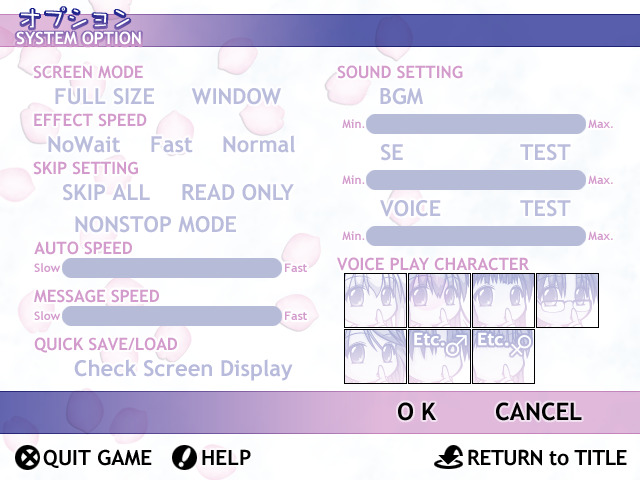 オプション
SYSTEM OPTION
SCREEN MODE
FULL SIZE WINDOW
EFFECT SPEED
NoWait Fast Normal
SKIP SETTING
SKIP ALL READ ONLY
NONSTOP MODE
AUTO SPEED
Slow Fast
MESSAGE SPEED
Slow Fast
QUICK SAVE/LOAD
Check Screen Display
SOUND SETTING
BGM
Min. Max.
SE TEST
Min. Max.
VOICE TEST
Min. Max.
VOICE PLAY CHARACTER
Etc.♂ Etc.♀
O K CANCEL
QUIT GAME HELP RETURN to TITLE